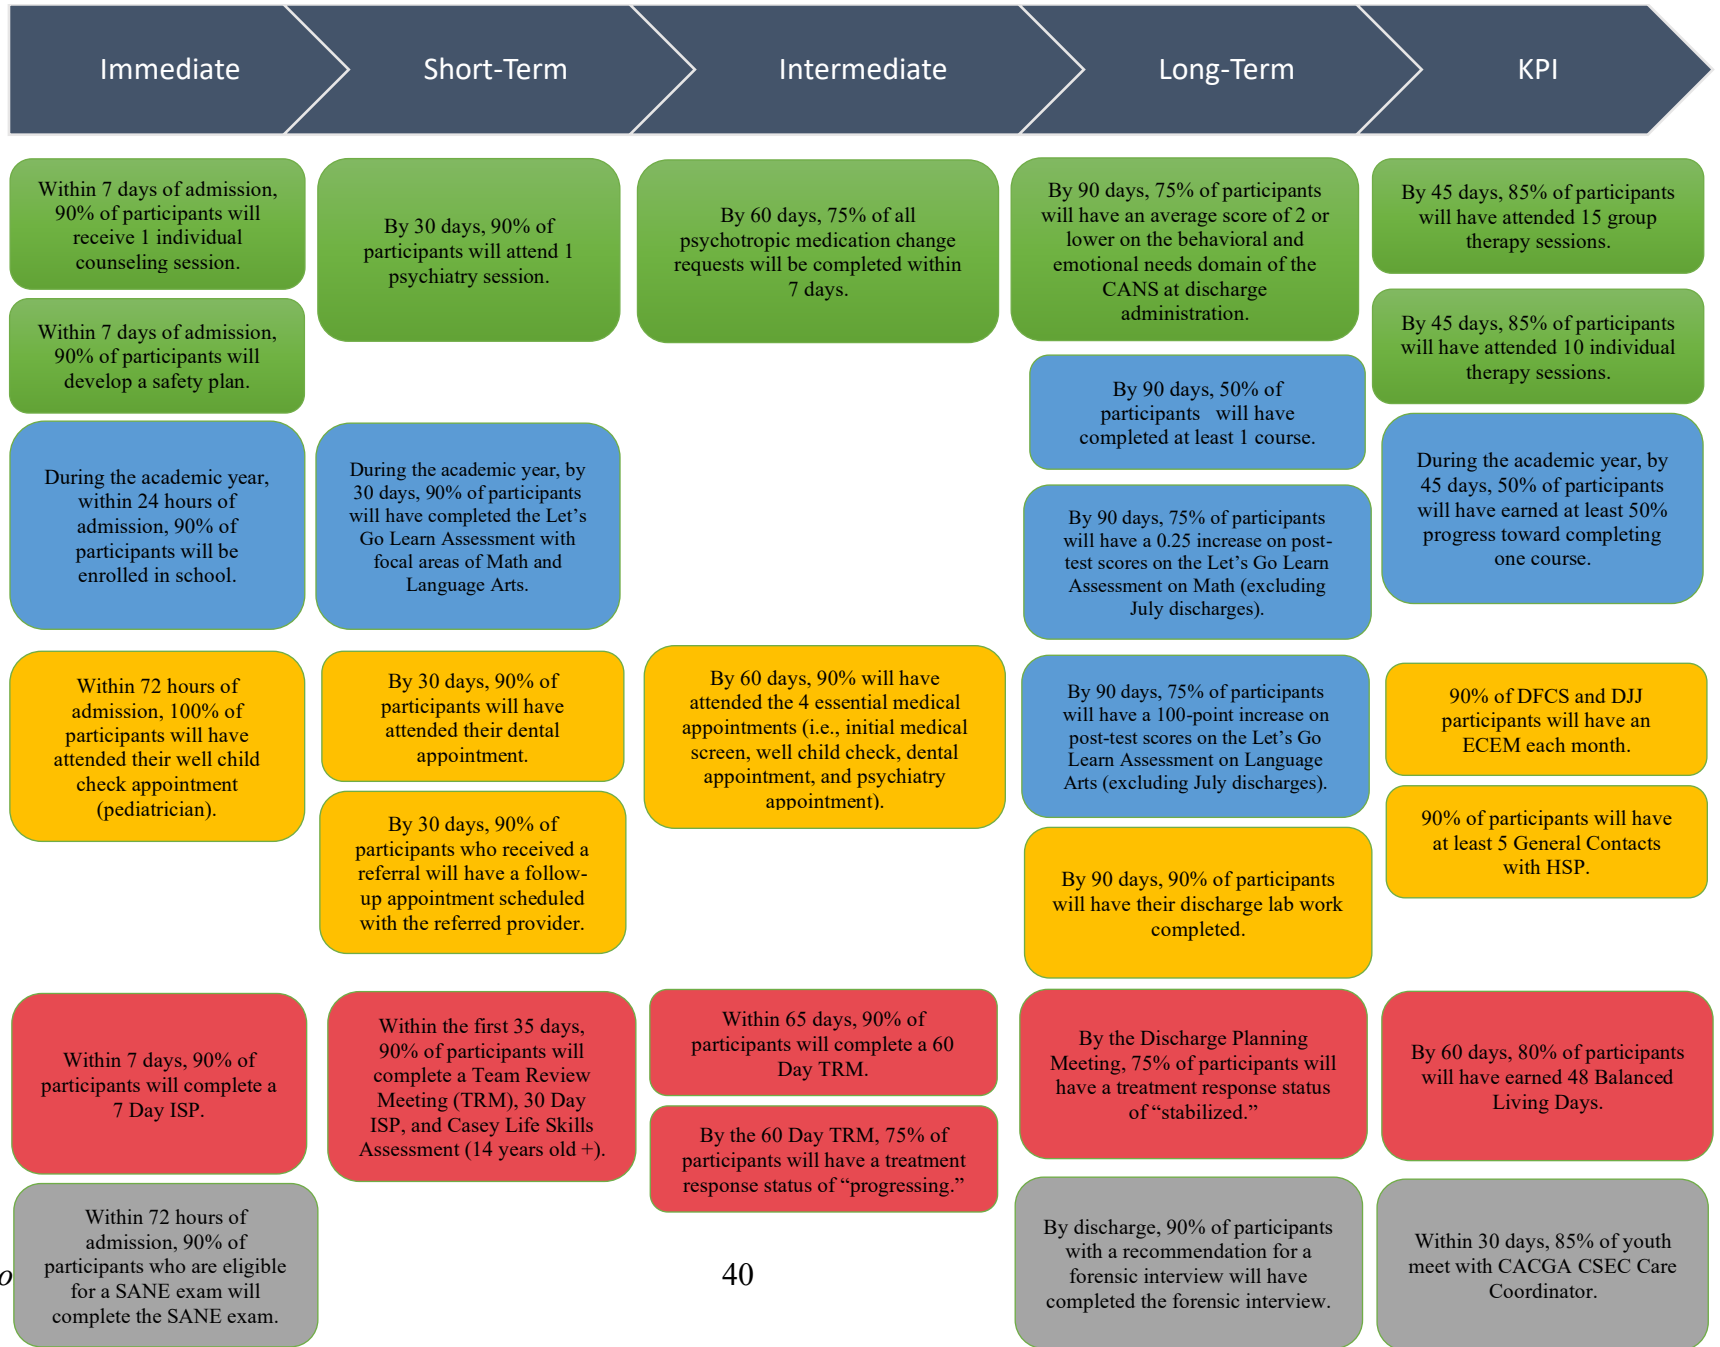 Immediate
Short-Term
Intermediate
Long-Term
KPI
Within 7 days of admission,
90% of participants will
receive 1 individual
counseling session.
By 30 days, 90% of
participants will attend 1
psychiatry session.
By 60 days, 75% of all
psychotropic medication change
requests will be completed within
7 days.
By 90 days, 75% of participants
will have an average score of 2 or
lower on the behavioral and
emotional needs domain of the
CANS at discharge
administration.
By 45 days, 85% of participants
will have attended 15 group
therapy sessions.
Within 7 days of admission,
90% of participants will
develop a safety plan.
By 45 days, 85% of participants
will have attended 10 individual
therapy sessions.
By 90 days, 50% of
participants will have
completed at least 1 course.
During the academic year,
within 24 hours of
admission, 90% of
participants will be
enrolled in school.
During the academic year, by
30 days, 90% of participants
will have completed the Let's
Go Learn Assessment with
focal areas of Math and
Language Arts.
By 90 days, 75% of participants
will have a 0.25 increase on post-
test scores on the Let's Go Learn
Assessment on Math (excluding
July discharges).
During the academic year, by
45 days, 50% of participants
will have earned at least 50%
progress toward completing
one course.
Within 72 hours of
admission, 100% of
participants will have
attended their well child
check appointment
(pediatrician).
By 30 days, 90% of
participants will have
attended their dental
appointment.
By 60 days, 90% will have
attended the 4 essential medical
appointments (i.e., initial medical
screen, well child check, dental
appointment, and psychiatry
appointment).
By 90 days, 75% of participants
will have a 100-point increase on
post-test scores on the Let's Go
Learn Assessment on Language
Arts (excluding July discharges).
90% of DFCS and DJJ
participants will have an
ECEM each month.
By 30 days, 90% of
participants who received a
referral will have a follow-
up appointment scheduled
with the referred provider.
90% of participants will have
at least 5 General Contacts
with HSP.
By 90 days, 90% of participants
will have their discharge lab work
completed.
Within 7 days, 90% of
participants will complete a
7 Day ISP.
Within the first 35 days,
90% of participants will
complete a Team Review
Meeting (TRM), 30 Day
ISP, and Casey Life Skills
Assessment (14 years old +).
Within 65 days, 90% of
participants will complete a 60
Day TRM.
By the 60 Day TRM, 75% of
participants will have a treatment
response status of “progressing.”
By the Discharge Planning
Meeting, 75% of participants will
have a treatment response status
of “stabilized.”
By 60 days, 80% of participants
will have earned 48 Balanced
Living Days.
Within 72 hours of
admission, 90% of
participants who are eligible
for a SANE exam will
complete the SANE exam.
40
By discharge, 90% of participants
with a recommendation for a
forensic interview will have
completed the forensic interview.
Within 30 days, 85% of youth
meet with CACGA CSEC Care
Coordinator.